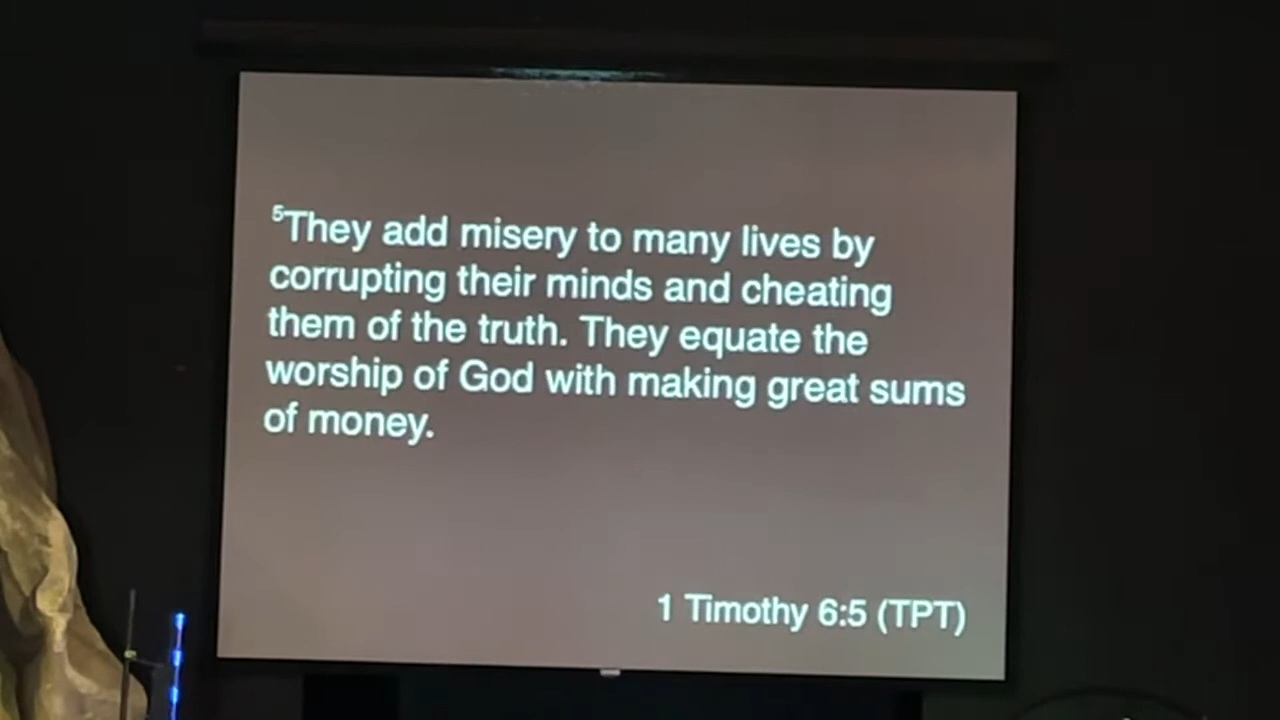 ⁵They add misery to many lives by
corrupting their minds and cheating
them of the truth. They equate the
worship of God with making great sums
of money.
1 Timothy 6:5 (TPT)